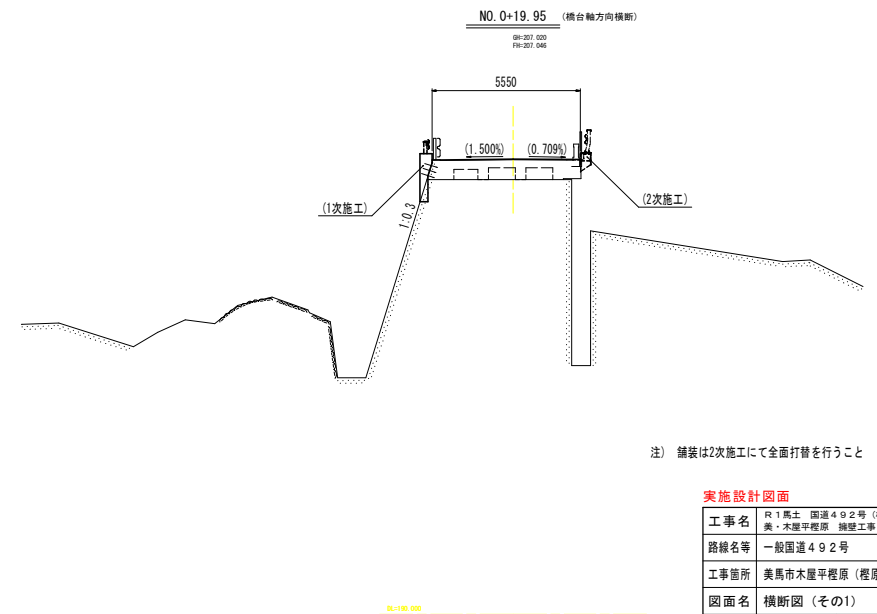 NO.0+19.95 (橋台軸方向横断)
GH=207.020
FH=207.046
5550
(1.500%) (0.709%)
(1次施工)
(2次施工)
1:0.3
注) 舗装は2次施工にて全面打替を行うこと
実施設計図面
工事名 R1馬土 国道492号
美・木屋平樫原 擁壁工事
路線名等 一般国道492号
工事箇所 美馬市木屋平樫原(樫原
図面名 横断図(その1)